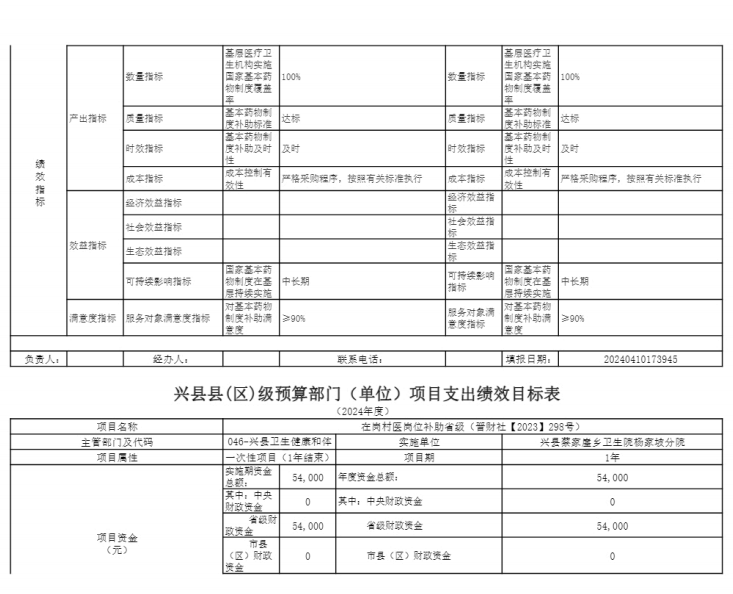 绩效指标
产出指标
数量指标 基层医疗卫生机构实施国家基本药物制度覆盖率 100% 数量指标 基层医疗卫生机构实施国家基本药物制度覆盖率 100%
质量指标 基本药物制度补助标准 达标 质量指标 基本药物制度补助标准 达标
时效指标 基本药物制度补助及时性 及时 时效指标 基本药物制度补助及时性 及时
成本指标 成本控制有效性 严格采购程序，按照有关标准执行 成本指标 成本控制有效性 严格采购程序，按照有关标准执行
效益指标
经济效益指标 经济效益指标
社会效益指标 社会效益指标
生态效益指标 生态效益指标
可持续影响指标 国家基本药物制度在基层持续实施 中长期 可持续影响指标 国家基本药物制度在基层持续实施 中长期
满意度指标 服务对象满意度指标 对基本药物制度补助满意度 ≥90% 服务对象满意度指标 对基本药物制度补助满意度 ≥90%
负责人： 经办人： 联系电话： 填报日期： 20240410173945
兴县县(区)级预算部门（单位）项目支出绩效目标表
（2024年度）
项目名称 在岗村医岗位补助省级（晋财社【2023】298号）
主管部门及代码 046-兴县卫生健康和体 实施单位 兴县蔡家崖乡卫生院杨家坡分院
项目属性 一次性项目（1年结束） 项目期 1年
项目资金
（元）
实施期资金总额： 54,000 年度资金总额： 54,000
其中：中央财政资金 0 其中：中央财政资金 0
省级财政资金 54,000 省级财政资金 54,000
市县（区）财政资金 0 市县（区）财政资金 0